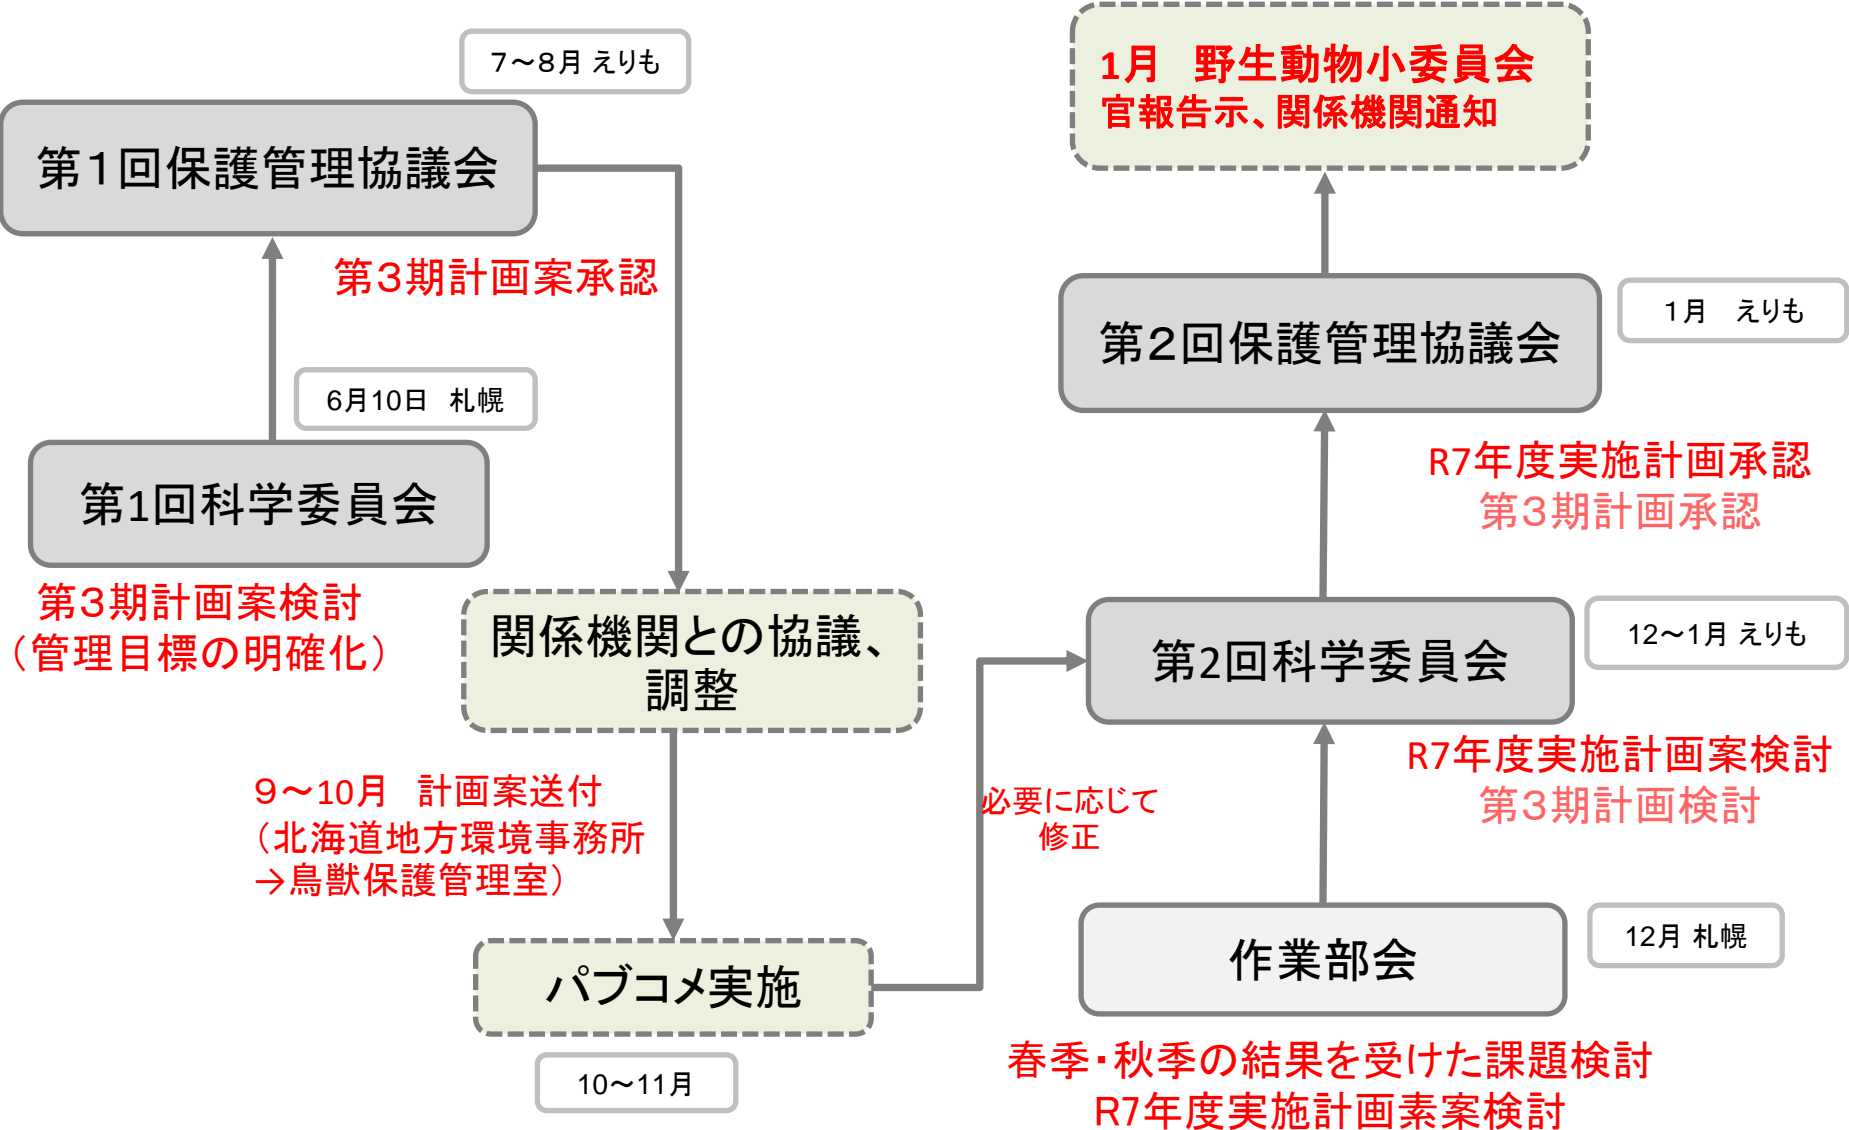 7～8月 えりも
第１回保護管理協議会
第３期計画案承認
6月10日　札幌
第1回科学委員会
第３期計画案検討
（管理目標の明確化）
関係機関との協議、
調整
９～10月　計画案送付
（北海道地方環境事務所
→鳥獣保護管理室）
パブコメ実施
10～11月
必要に応じて
修正
1月　野生動物小委員会
官報告示、関係機関通知
第２回保護管理協議会
１月　えりも
R7年度実施計画承認
第３期計画承認
第2回科学委員会
12～1月 えりも
R7年度実施計画案検討
第３期計画検討
作業部会
12月 札幌
春季・秋季の結果を受けた課題検討
R7年度実施計画素案検討